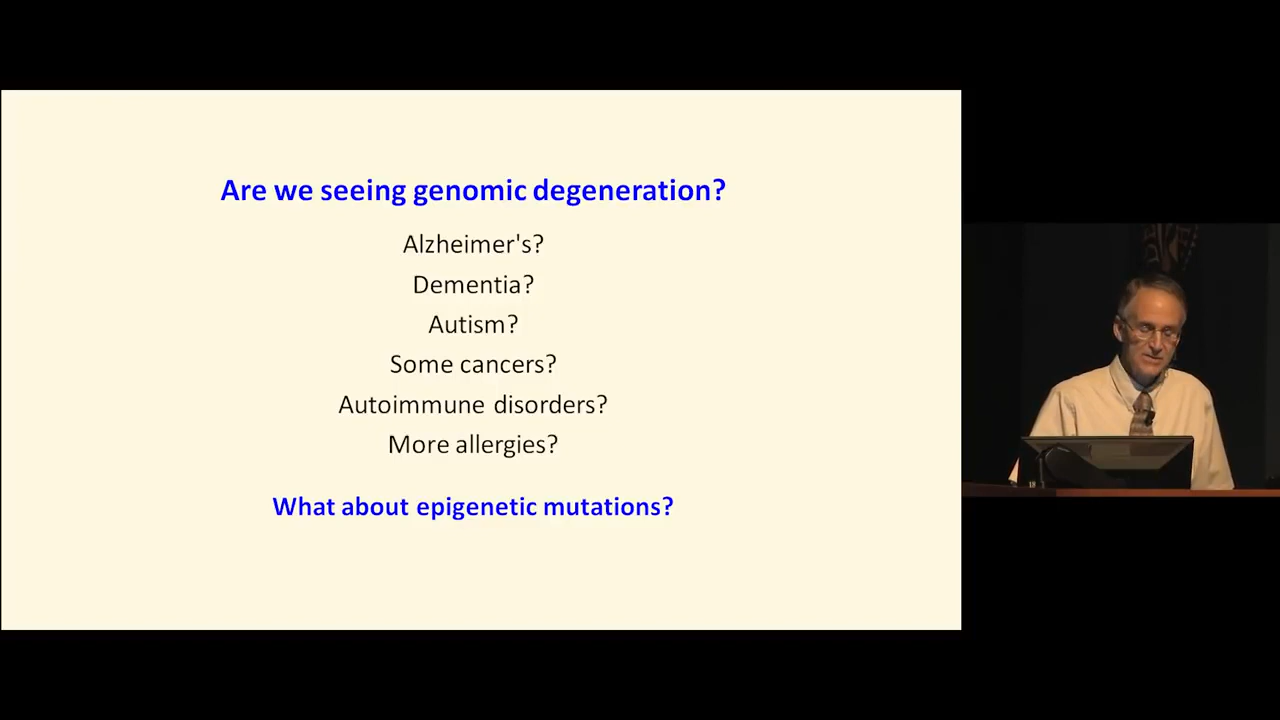 Are we seeing genomic degeneration?
Alzheimer's?
Dementia?
Autism?
Some cancers?
Autoimmune disorders?
More allergies?
What about epigenetic mutations?